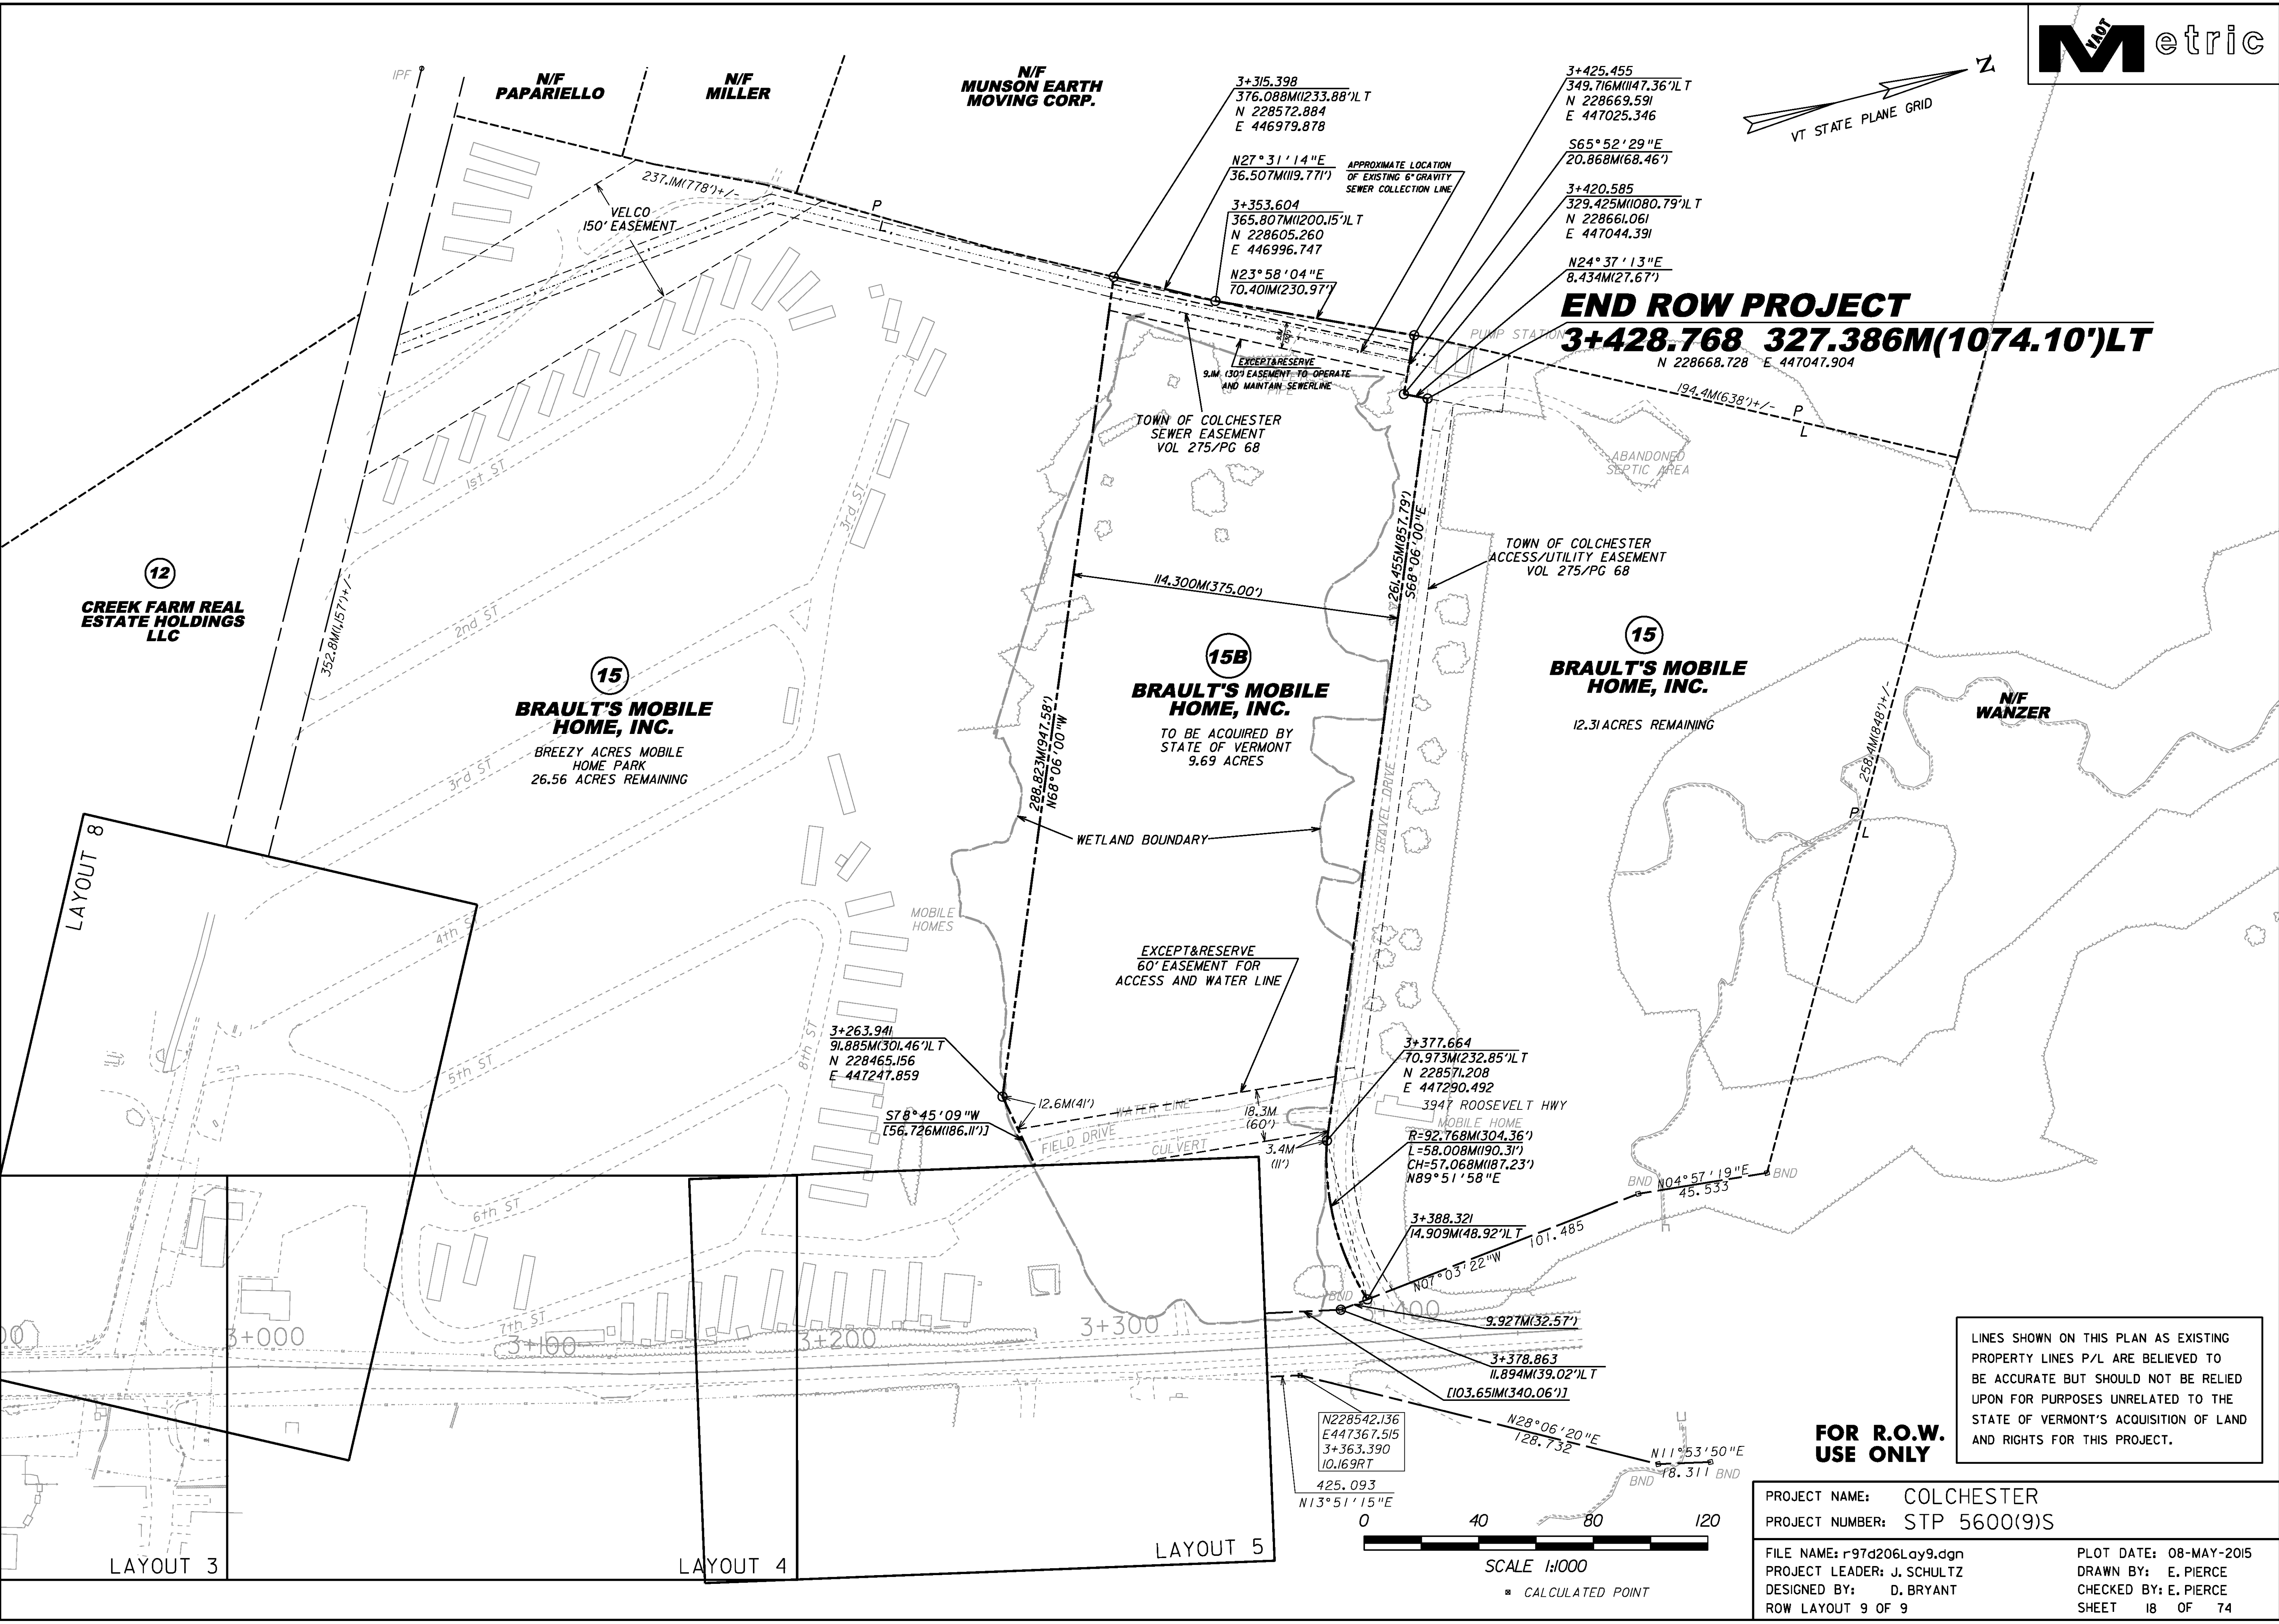 VAOT Metric
N
VT STATE PLANE GRID
IPF
N/F
PAPARIELLO
N/F
MILLER
N/F
MUNSON EARTH
MOVING CORP.
3+315.398
376.088M(1233.88')LT
N 228572.884
E 446979.878
N27°31'14"E
36.507M(119.771')
APPROXIMATE LOCATION
OF EXISTING 6" GRAVITY
SEWER COLLECTION LINE
3+353.604
365.807M(1200.15')LT
N 228605.260
E 446996.747
N23°58'04"E
70.401M(230.97')
3+425.455
349.716M(1147.36')LT
N 228669.591
E 447025.346
S65°52'29"E
20.868M(68.46')
3+420.585
329.425M(1080.79')LT
N 228661.061
E 447044.391
N24°37'13"E
8.434M(27.67')
END ROW PROJECT
3+428.768 327.386M(1074.10')LT
N 228668.728 E 447047.904
PUMP STATION
237.1M(778')+/-
VELCO
150' EASEMENT
P
L
EXCEPT&RESERVE
9.1M (30') EASEMENT TO OPERATE
AND MAINTAIN SEWERLINE
PIPE
TOWN OF COLCHESTER
SEWER EASEMENT
VOL 275/PG 68
194.4M(638')+/-
P
L
ABANDONED
SEPTIC AREA
1st ST
3rd ST
2nd ST
3rd ST
4th S
5th ST
6th ST
7th ST
8th ST
12
CREEK FARM REAL
ESTATE HOLDINGS
LLC
352.8M(1,157')+/-
15
BRAULT'S MOBILE
HOME, INC.
BREEZY ACRES MOBILE
HOME PARK
26.56 ACRES REMAINING
114.300M(375.00')
261.455M(857.79')
S68°06'00"E
TOWN OF COLCHESTER
ACCESS/UTILITY EASEMENT
VOL 275/PG 68
15B
BRAULT'S MOBILE
HOME, INC.
TO BE ACQUIRED BY
STATE OF VERMONT
9.69 ACRES
288.823M(947.58')
N68°06'00"W
15
BRAULT'S MOBILE
HOME, INC.
12.31 ACRES REMAINING
N/F
WANZER
258.4M(848')+/-
P
L
GRAVEL DRIVE
WETLAND BOUNDARY
LAYOUT 8
MOBILE
HOMES
EXCEPT&RESERVE
60' EASEMENT FOR
ACCESS AND WATER LINE
3+263.941
91.885M(301.46')LT
N 228465.156
E 447247.859
12.6M(41')
S78°45'09"W
[56.726M(186.11')]
WATER LINE
FIELD DRIVE
CULVERT
18.3M
(60')
3.4M
(11')
3+377.664
70.973M(232.85')LT
N 228571.208
E 447290.492
3947 ROOSEVELT HWY
MOBILE HOME
R=92.768M(304.36')
L=58.008M(190.31')
CH=57.068M(187.23')
N89°51'58"E
3+388.321
14.909M(48.92')LT
BND
N04°57'19"E
45.533
BND
N07°03'22"W
101.485
BND
00
3+000
3+100
3+200
3+300
+400
9.927M(32.57')
3+378.863
11.894M(39.02')LT
[103.651M(340.06')]
N228542.136
E447367.515
3+363.390
10.169RT
425.093
N13°51'15"E
N28°06'20"E
128.732
N11°53'50"E
18.311
BND
BND
LAYOUT 3
LAYOUT 4
LAYOUT 5
0 40 80 120
SCALE 1:1000
CALCULATED POINT
LINES SHOWN ON THIS PLAN AS EXISTING
PROPERTY LINES P/L ARE BELIEVED TO
BE ACCURATE BUT SHOULD NOT BE RELIED
UPON FOR PURPOSES UNRELATED TO THE
STATE OF VERMONT'S ACQUISITION OF LAND
AND RIGHTS FOR THIS PROJECT.
FOR R.O.W.
USE ONLY
PROJECT NAME: COLCHESTER
PROJECT NUMBER: STP 5600(9)S
FILE NAME: r97d206Lay9.dgn
PROJECT LEADER: J. SCHULTZ
DESIGNED BY: D. BRYANT
ROW LAYOUT 9 OF 9
PLOT DATE: 08-MAY-2015
DRAWN BY: E. PIERCE
CHECKED BY: E. PIERCE
SHEET 18 OF 74